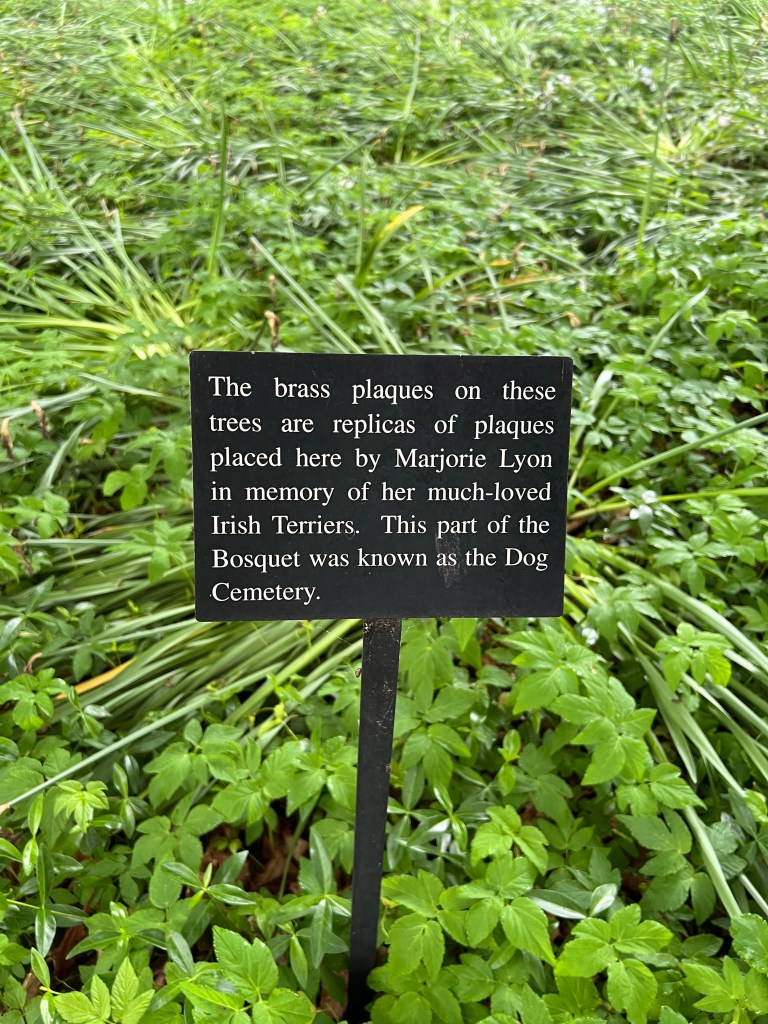 The brass plaques on these
trees are replicas of plaques
placed here by Marjorie Lyon
in memory of her much-loved
Irish Terriers. This part of the
Bosquet was known as the Dog
Cemetery.